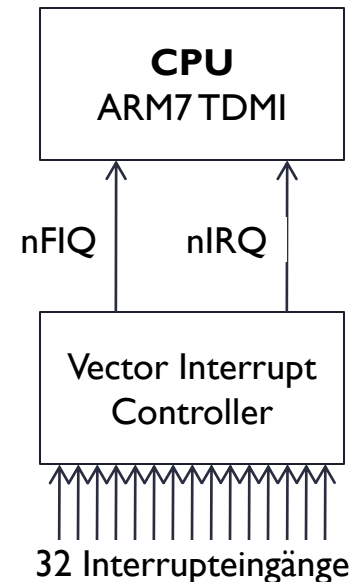 CPU
ARM7 TDMI
nFIQ
nIRQ
Vector Interrupt
Controller
32 Interrupteingänge